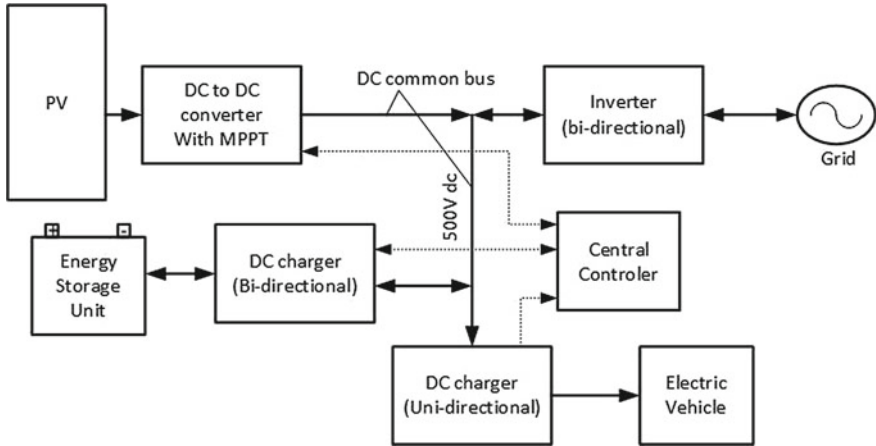 PV
DC to DC
converter
With MPPT
DC common bus
Inverter
(bi-directional)
Grid
500V dc
+
-
Energy
Storage
Unit
DC charger
(Bi-directional)
Central
Controler
DC charger
(Uni-directional)
Electric
Vehicle